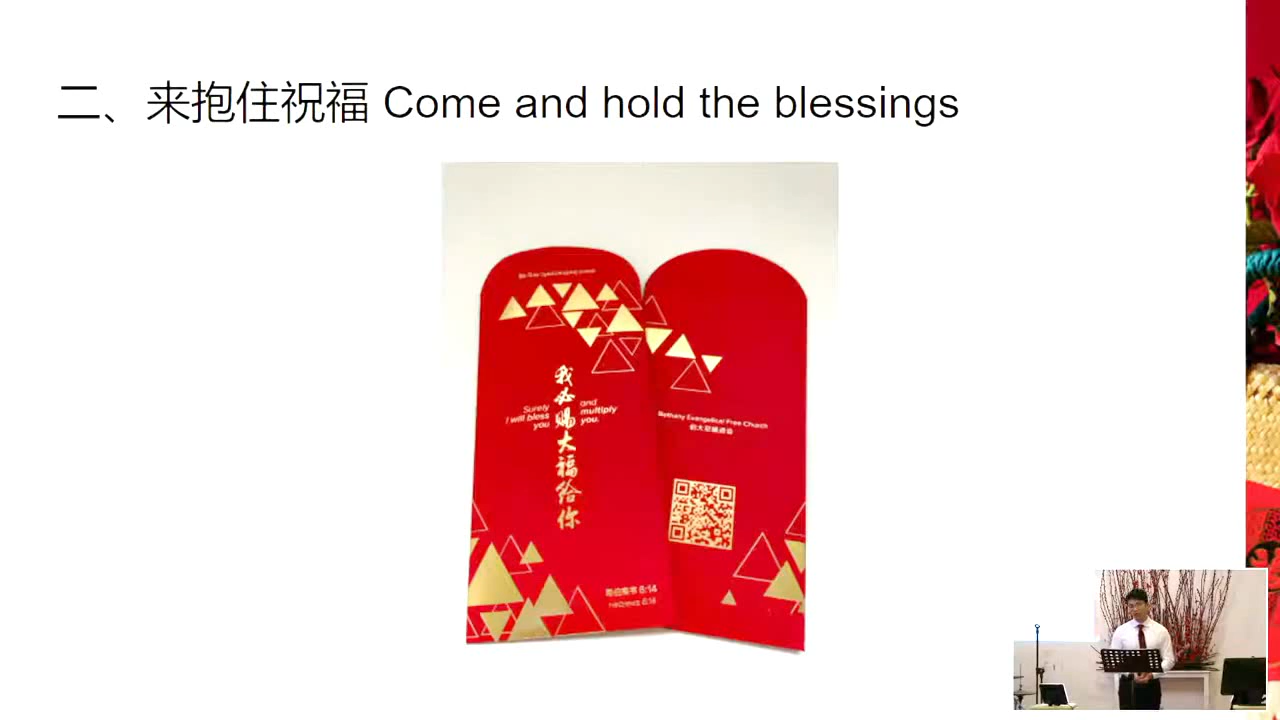 二、来抱住祝福 Come and hold the blessings
我必赐大福给你
Surely
I will bless
you
and
multiply
you.
Bethany Evangelical Free Church
希伯来书 6:14
Hebrews 6:14